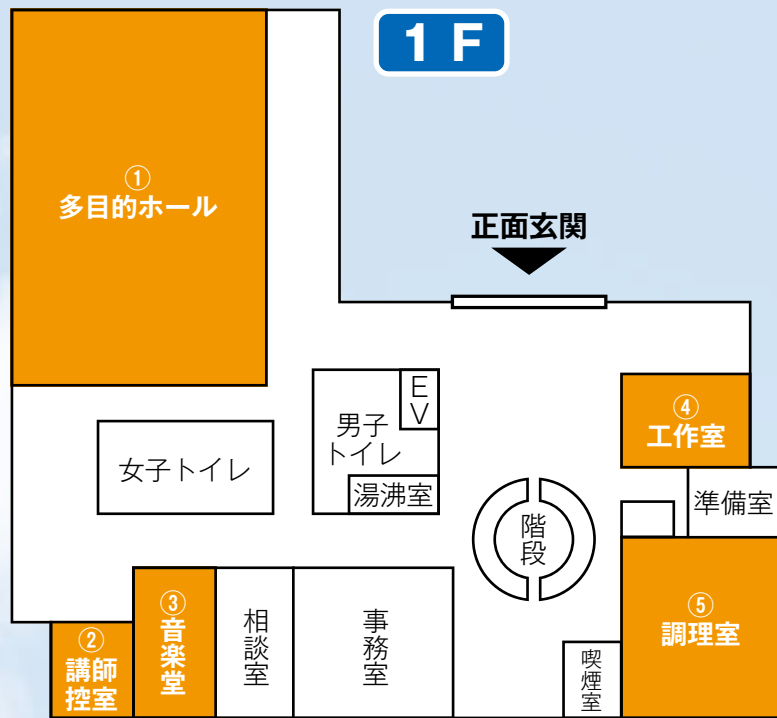 1 F
①
多目的ホール
正面玄関
EV
男子
トイレ
湯沸室
女子トイレ
④
工作室
準備室
階段
②
講師
控室
③
音楽堂
相談室
事務室
喫煙室
⑤
調理室